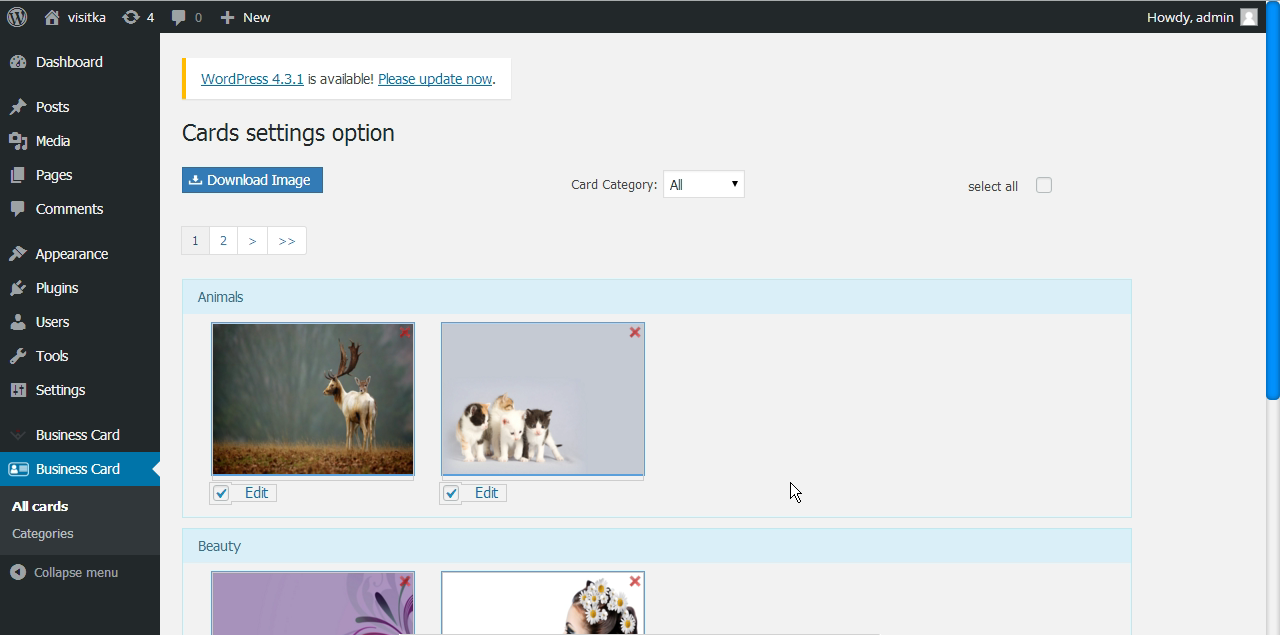 visitka 4 0 New Howdy, admin
Dashboard
Posts
Media
Pages
Comments
Appearance
Plugins
Users
Tools
Settings
Business Card
Business Card
All cards
Categories
Collapse menu
WordPress 4.3.1 is available! Please update now.
Cards settings option
Download Image Card Category: All select all
1 2 > >>
Animals
Edit Edit
Beauty